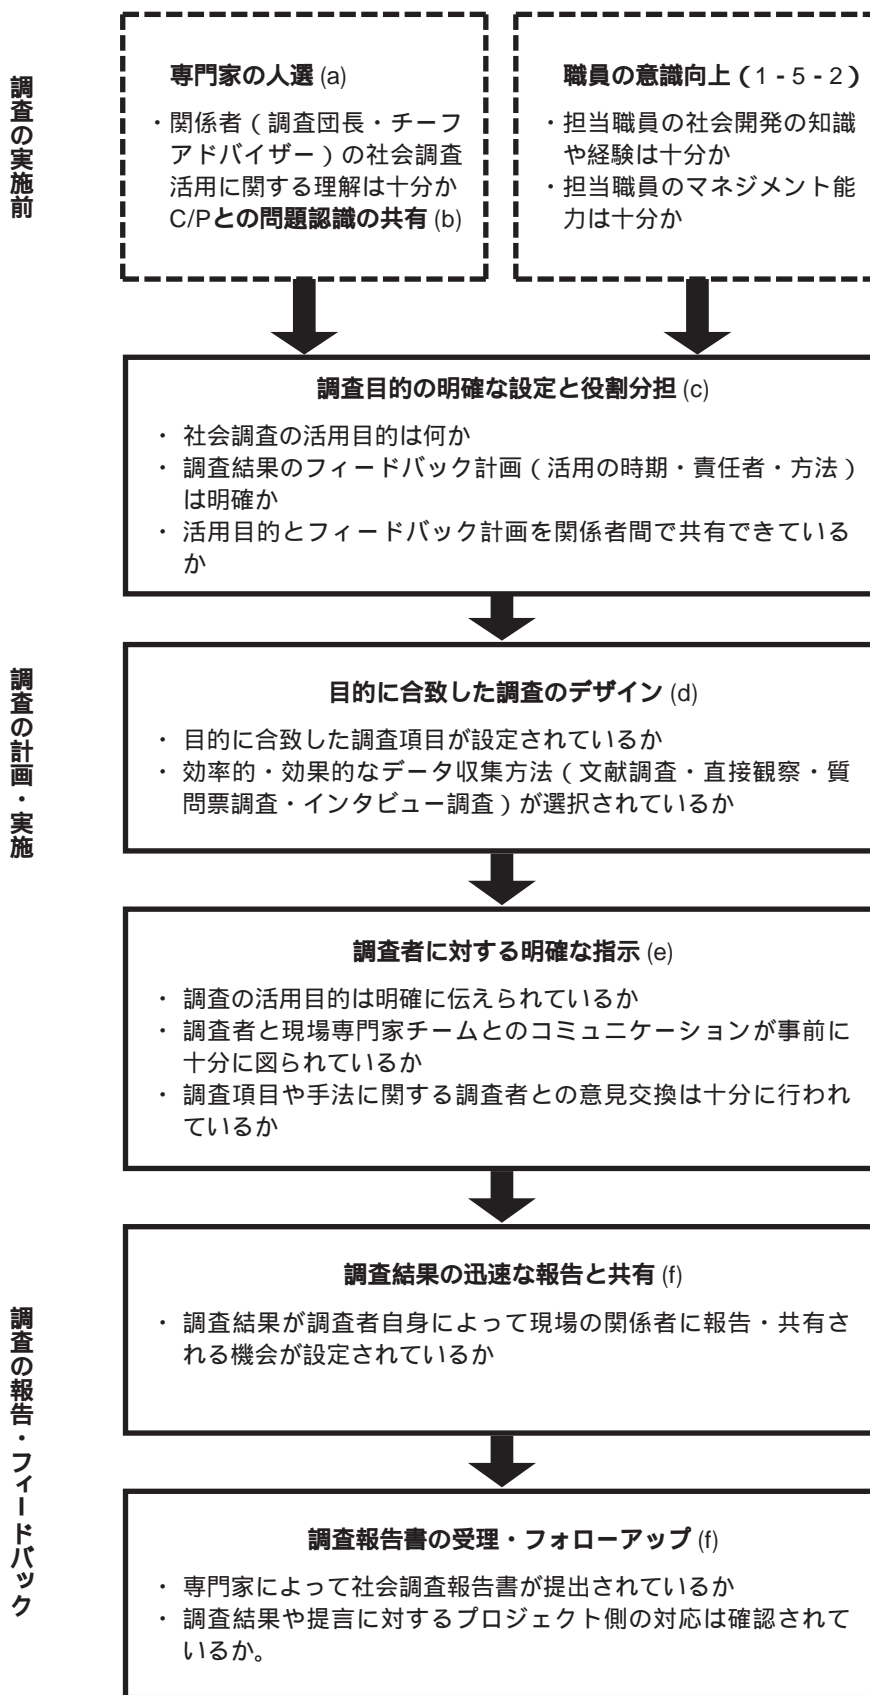 調査の実施前
専門家の人選 (a)
・関係者（調査団長・チーフ
アドバイザー）の社会調査
活用に関する理解は十分か
C/Pとの問題認識の共有 (b)
職員の意識向上（1 - 5 - 2）
・担当職員の社会開発の知識
や経験は十分か
・担当職員のマネジメント能
力は十分か
調査目的の明確な設定と役割分担 (c)
・ 社会調査の活用目的は何か
・ 調査結果のフィードバック計画（活用の時期・責任者・方法）
は明確か
・ 活用目的とフィードバック計画を関係者間で共有できている
か
調査の計画・実施
目的に合致した調査のデザイン (d)
・ 目的に合致した調査項目が設定されているか
・ 効率的・効果的なデータ収集方法（文献調査・直接観察・質
問票調査・インタビュー調査）が選択されているか
調査者に対する明確な指示 (e)
・ 調査の活用目的は明確に伝えられているか
・ 調査者と現場専門家チームとのコミュニケーションが事前に
十分に図られているか
・ 調査項目や手法に関する調査者との意見交換は十分に行われ
ているか
調査の報告・フィードバック
調査結果の迅速な報告と共有 (f)
・ 調査結果が調査者自身によって現場の関係者に報告・共有さ
れる機会が設定されているか
調査報告書の受理・フォローアップ (f)
・ 専門家によって社会調査報告書が提出されているか
・ 調査結果や提言に対するプロジェクト側の対応は確認されて
いるか。